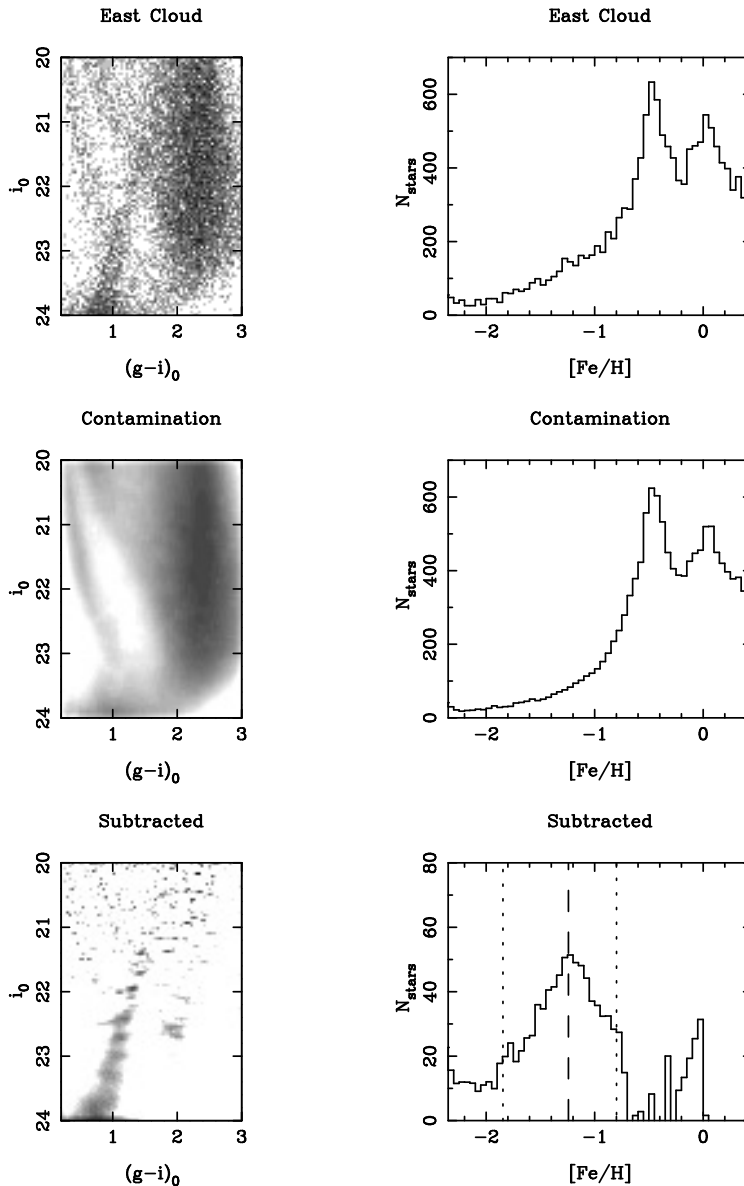 East Cloud
East Cloud
20
21
22
23
24
i0
1
2
3
(g−i)0
600
400
200
0
Nstars
−2
−1
0
[Fe/H]
Contamination
Contamination
20
21
22
23
24
i0
1
2
3
(g−i)0
600
400
200
0
Nstars
−2
−1
0
[Fe/H]
Subtracted
Subtracted
20
21
22
23
24
i0
1
2
3
(g−i)0
80
60
40
20
0
Nstars
−2
−1
0
[Fe/H]